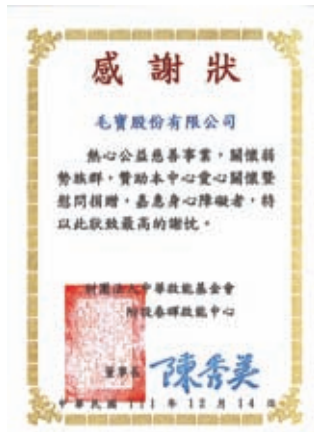 感謝狀
毛寶股份有限公司
熱心公益慈善事業，關懷弱
勢族群，贊助本中心愛心關懷暨
慰問捐贈，嘉惠身心障礙者，特
以此狀致最高的謝忱。
財團法人中華啟能基金會
附設春暉啟能中心
董事長 陳秀美
中華民國 111 年 12 月 14 日